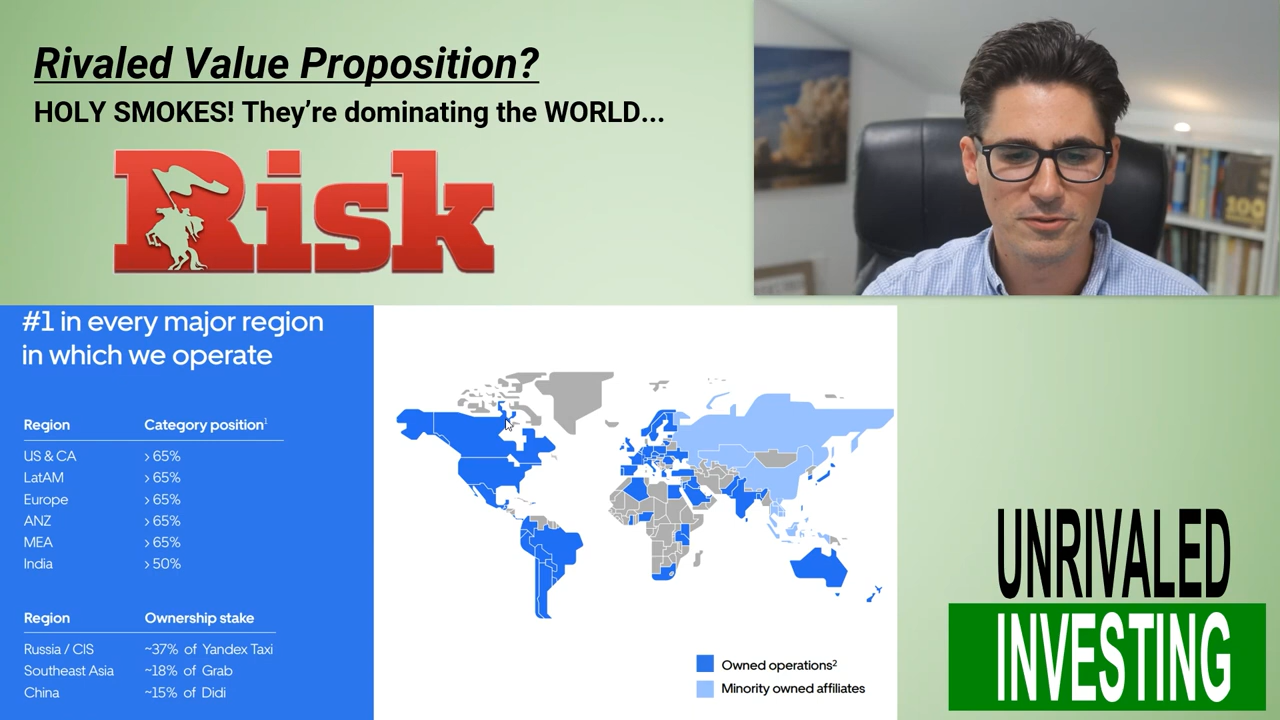 Rivaled Value Proposition?
HOLY SMOKES! They're dominating the WORLD...
Risk
100
#1 in every major region
in which we operate
Region Category position¹
US & CA > 65%
LatAM > 65%
Europe > 65%
ANZ > 65%
MEA > 65%
India > 50%
Region Ownership stake
Russia / CIS ~37% of Yandex Taxi
Southeast Asia ~18% of Grab
China ~15% of Didi
Owned operations²
Minority owned affiliates
UNRIVALED
INVESTING